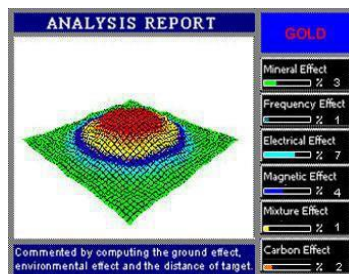 ANALYSIS REPORT
GOLD
Mineral Effect
% 3
Frequency Effect
% 1
Electrical Effect
% 7
Magnetic Effect
% 4
Mixture Effect
% 1
Carbon Effect
% 2
Commented by computing the ground effect,
environmental effect and the distance of target.